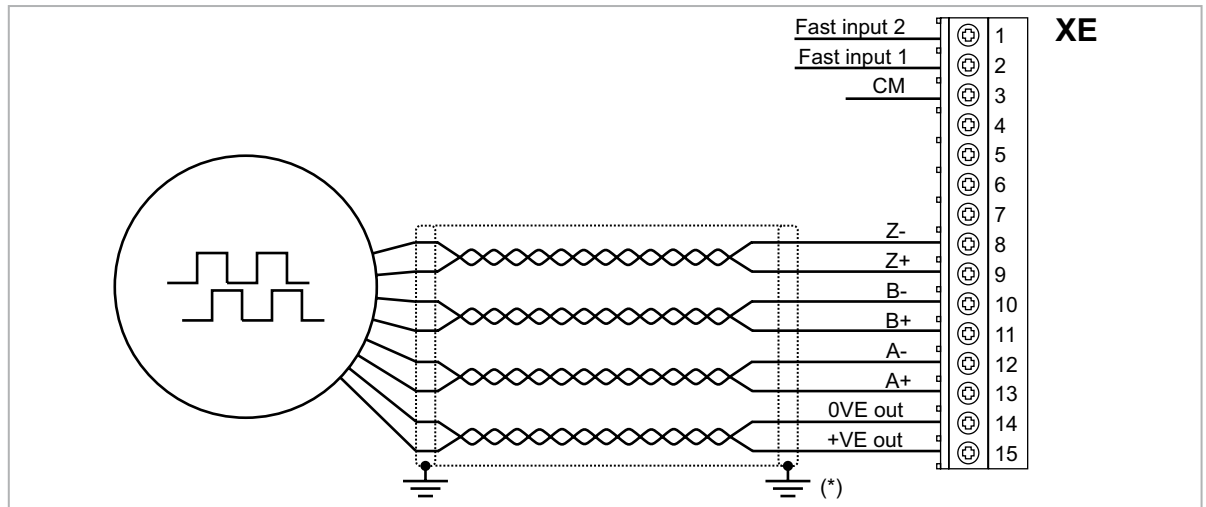 Fast input 2 1 XE
Fast input 1 2
CM 3
4
5
6
7
Z- 8
Z+ 9
B- 10
B+ 11
A- 12
A+ 13
0VE out 14
+VE out 15
(*)